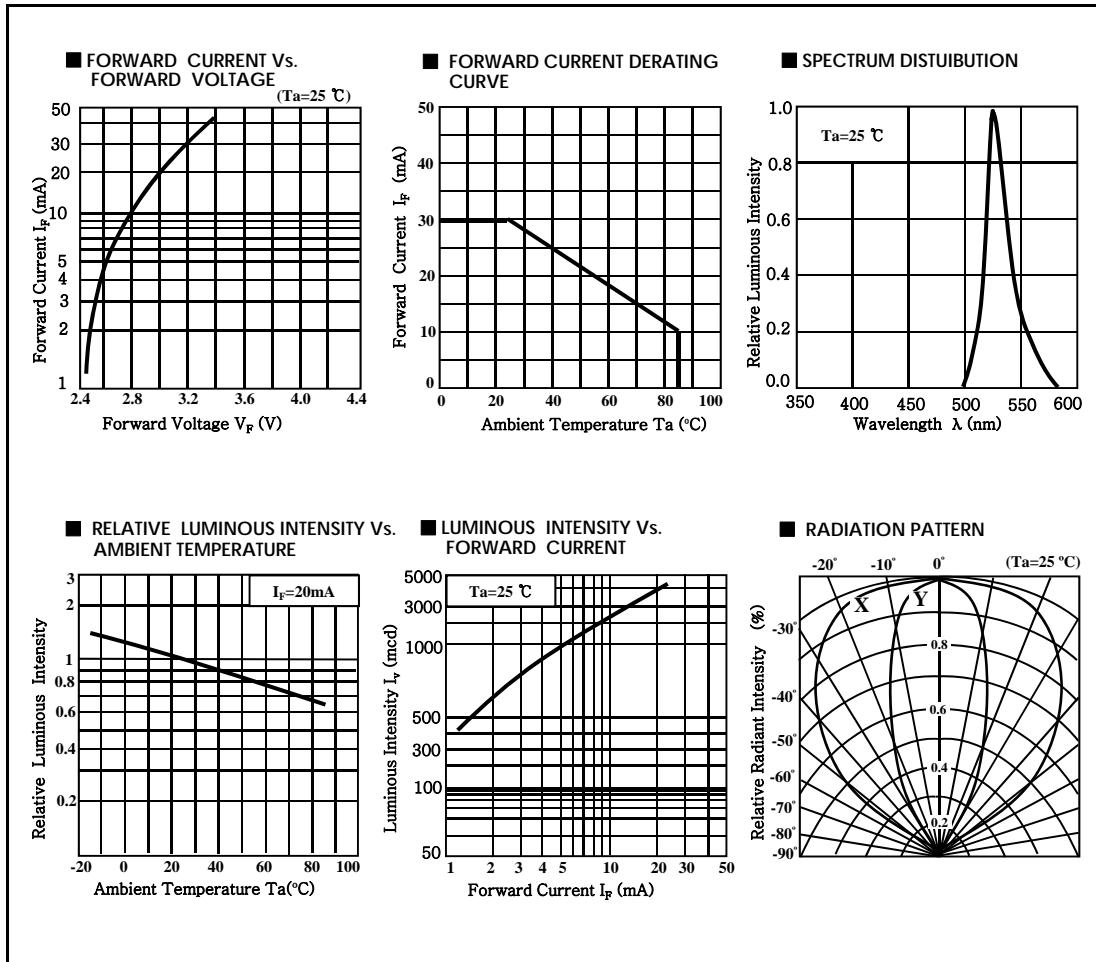 ■ FORWARD CURRENT Vs.
FORWARD VOLTAGE
(Ta=25 ℃)
50
30
20
10
5
4
3
2
1
Forward Current I_F (mA)
2.4 2.8 3.2 3.6 4.0 4.4
Forward Voltage V_F (V)
■ FORWARD CURRENT DERATING
CURVE
50
40
30
20
10
0
Forward Current I_F (mA)
0 20 40 60 80 100
Ambient Temperature Ta (°C)
■ SPECTRUM DISTUIBUTION
Ta=25 ℃
1.0
0.8
0.6
0.4
0.2
0.0
Relative Luminous Intensity
350 400 450 500 550 600
Wavelength λ (nm)
■ RELATIVE LUMINOUS INTENSITY Vs.
AMBIENT TEMPERATURE
I_F=20mA
3
2
1
0.8
0.6
0.4
0.2
Relative Luminous Intensity
-20 0 20 40 60 80 100
Ambient Temperature Ta(°C)
■ LUMINOUS INTENSITY Vs.
FORWARD CURRENT
Ta=25 ℃
5000
3000
1000
500
300
100
50
Luminous Intensity I_v (mcd)
1 2 3 4 5 10 20 30 50
Forward Current I_F (mA)
■ RADIATION PATTERN
(Ta=25 °C)
-20° -10° 0°
X Y
-30°
-40°
-50°
-60°
-70°
-80°
-90°
0.8
0.6
0.4
0.2
Relative Radiant Intensity (%)